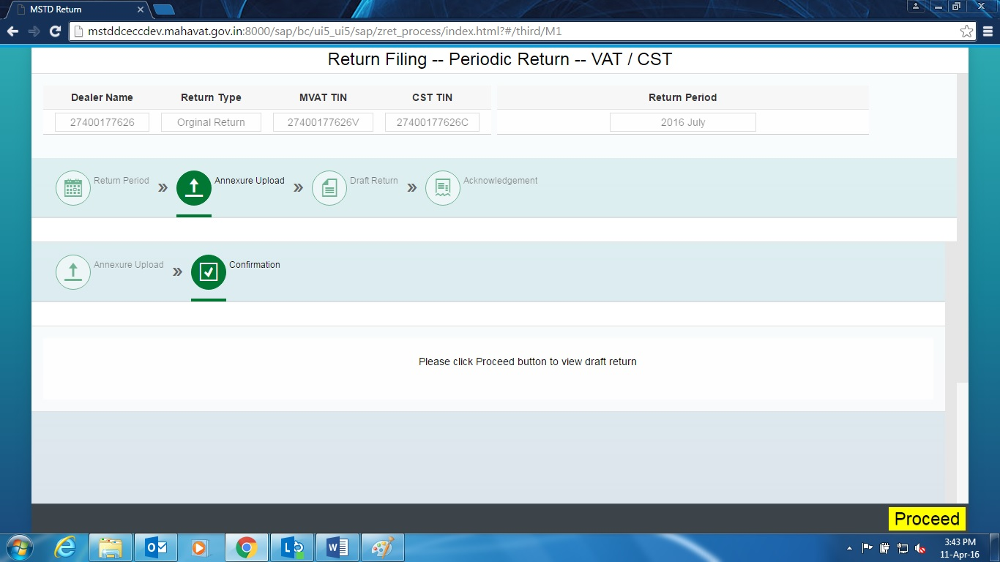 MSTD Return
mstddceccdev.mahavat.gov.in:8000/sap/bc/ui5_ui5/sap/zret_process/index.html?#/third/M1
Return Filing -- Periodic Return -- VAT / CST
Dealer Name Return Type MVAT TIN CST TIN Return Period
27400177626 Orginal Return 27400177626V 27400177626C 2016 July
Return Period » Annexure Upload » Draft Return » Acknowledgement
Annexure Upload » Confirmation
Please click Proceed button to view draft return
Proceed
3:43 PM
11-Apr-16